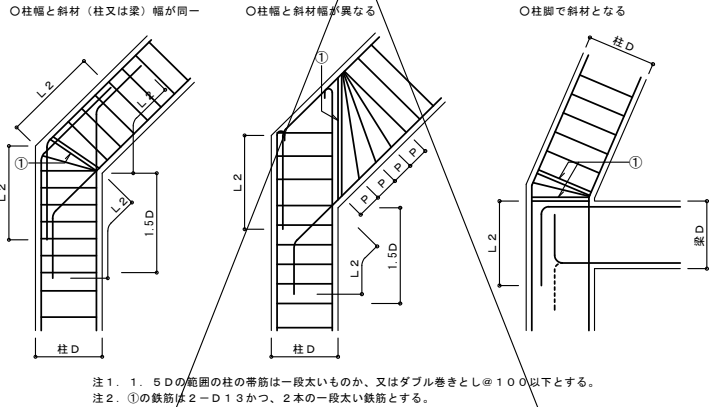 ○柱幅と斜材（柱又は梁）幅が同一
○柱幅と斜材幅が異なる
○柱脚で斜材となる
L2
L2
①
L2
L2
1.5D
柱D
①
L2
P P P P
L2
1.5D
柱D
柱D
①
L2
梁D
注1．1．5Dの範囲の柱の帯筋は一段太いものか、又はダブル巻きとし＠100以下とする。
注2．①の鉄筋は2－D13かつ、2本の一段太い鉄筋とする。